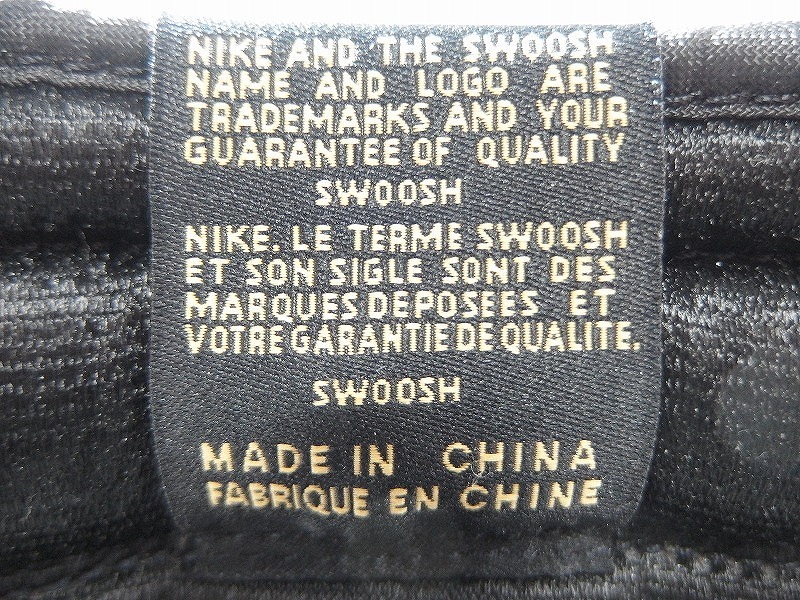 NIKE AND THE SWOOSH
NAME AND LOGO ARE
TRADEMARKS AND YOUR
GUARANTEE OF QUALITY
SWOOSH
NIKE. LE TERME SWOOSH
ET SON SIGLE SONT DES
MARQUES DEPOSEES ET
VOTRE GARANTIE DE QUALITE.
SWOOSH
MADE IN CHINA
FABRIQUE EN CHINE